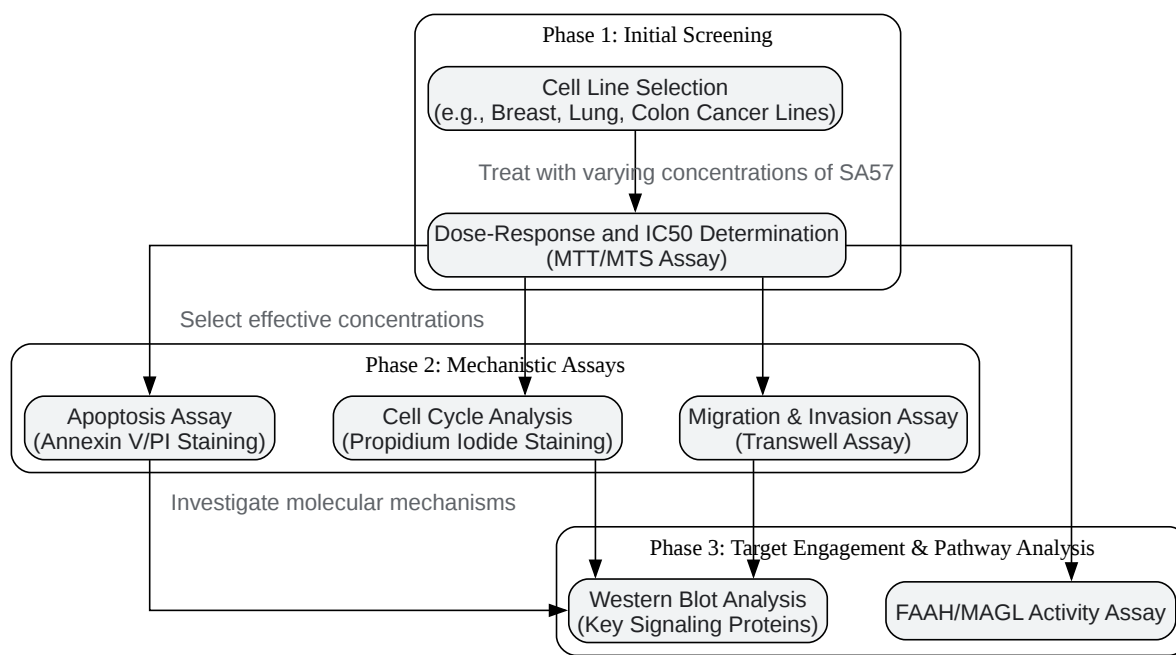 Phase 1: Initial Screening
Cell Line Selection
(e.g., Breast, Lung, Colon Cancer Lines)
Treat with varying concentrations of SA57
Dose-Response and IC50 Determination
(MTT/MTS Assay)
Select effective concentrations
Phase 2: Mechanistic Assays
Apoptosis Assay
(Annexin V/PI Staining)
Cell Cycle Analysis
(Propidium Iodide Staining)
Migration & Invasion Assay
(Transwell Assay)
Investigate molecular mechanisms
Phase 3: Target Engagement & Pathway Analysis
Western Blot Analysis
(Key Signaling Proteins)
FAAH/MAGL Activity Assay